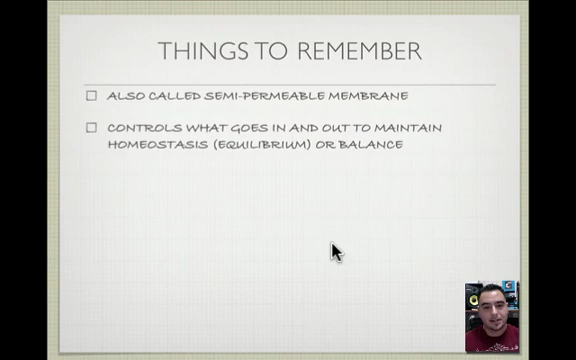 THINGS TO REMEMBER
ALSO CALLED SEMI-PERMEABLE MEMBRANE
CONTROLS WHAT GOES IN AND OUT TO MAINTAIN
HOMEOSTASIS (EQUILIBRIUM) OR BALANCE